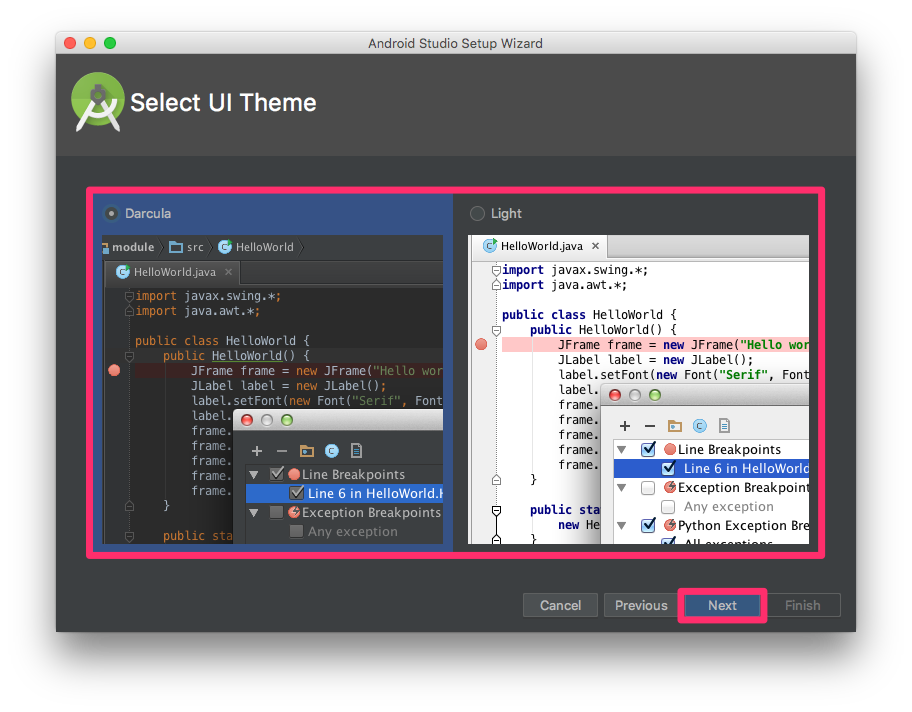 Android Studio Setup Wizard
Select UI Theme
Darcula
module src HelloWorld
HelloWorld.java
import javax.swing.*;
import java.awt.*;
public class HelloWorld {
public HelloWorld() {
JFrame frame = new JFrame("Hello wor
JLabel label = new JLabel();
label.setFont(new Font("Serif", Font
label.
frame.
frame.
frame.
frame.
frame.
}
public sta
Line Breakpoints
Line 6 in HelloWorld.H
Exception Breakpoints
Any exception
Light
HelloWorld.java
import javax.swing.*;
import java.awt.*;
public class HelloWorld {
public HelloWorld() {
JFrame frame = new JFrame("Hello wor
JLabel label = new JLabel();
label.setFont(new Font("Serif", Font
label.
frame.
frame.
frame.
frame.
frame.
}
public sta
new He
}
Line Breakpoints
Line 6 in HelloWorld
Exception Breakpoint
Any exception
Python Exception Bre
All exceptions
Cancel
Previous
Next
Finish